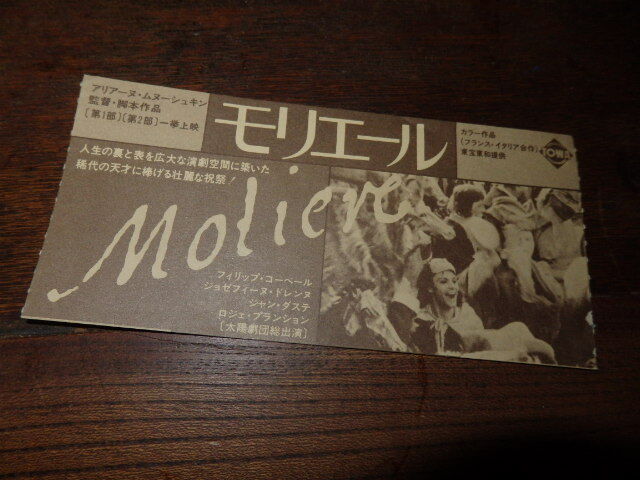 アリアーヌ・ムヌーシュキン
監督・脚本作品
〔第1部〕〔第2部〕一挙上映
モリエール
カラー作品
(フランス・イタリア合作)
東宝東和提供
TOWA
人生の裏と表を広大な演劇空間に築いた
稀代の天才に捧げる壮麗な祝祭!
Moliere
フィリップ・コーベール
ジョゼフィーヌ・ドレンヌ
ジャン・ダステ
ロジェ・プランション
〔太陽劇団総出演〕